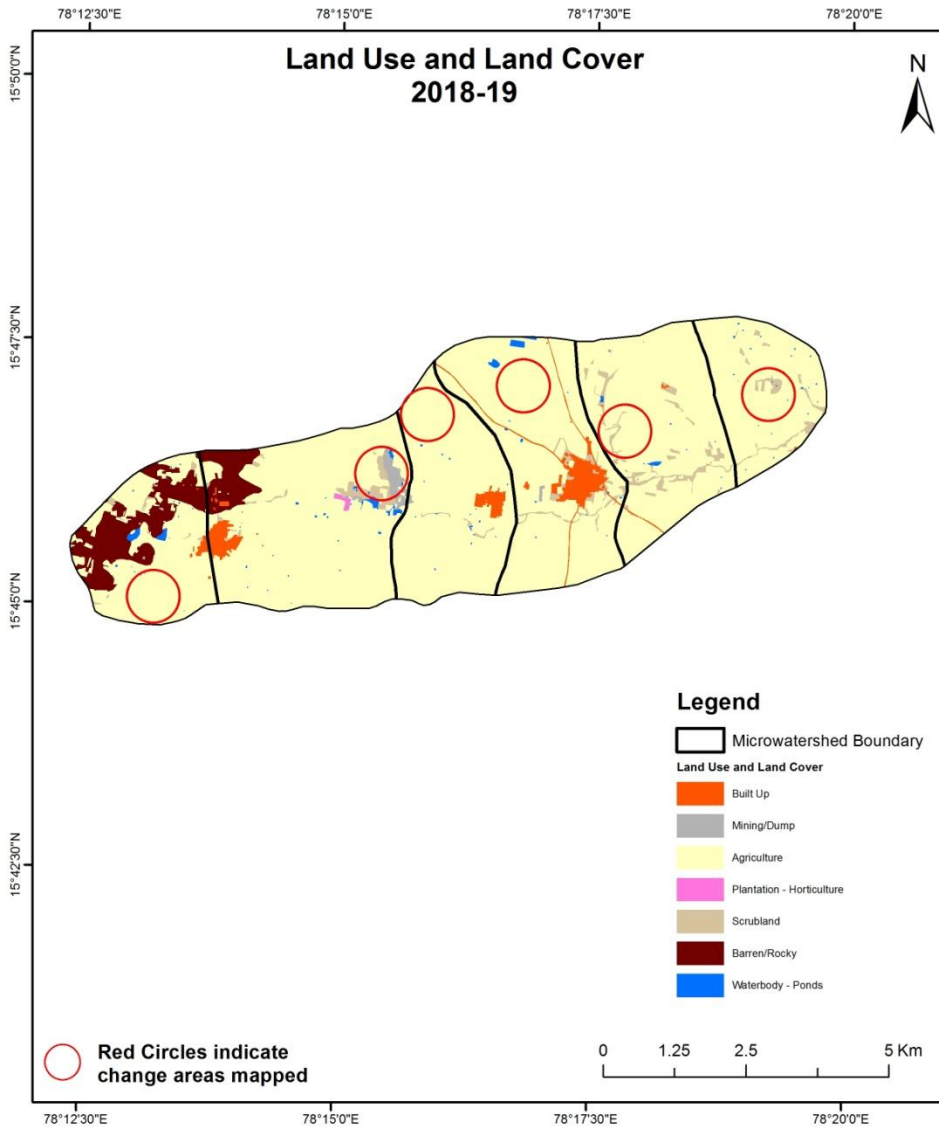 78°12'30"E 78°15'0"E 78°17'30"E 78°20'0"E
Land Use and Land Cover
2018-19
N
15°50'0"N
15°47'30"N
15°45'0"N
15°42'30"N
Legend
Microwatershed Boundary
Land Use and Land Cover
Built Up
Mining/Dump
Agriculture
Plantation - Horticulture
Scrubland
Barren/Rocky
Waterbody - Ponds
Red Circles indicate
change areas mapped
0 1.25 2.5 5 Km
78°12'30"E 78°15'0"E 78°17'30"E 78°20'0"E